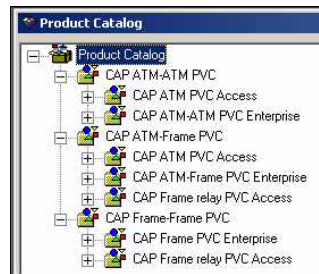 Product Catalog
Product Catalog
CAP ATM-ATM PVC
CAP ATM PVC Access
CAP ATM-ATM PVC Enterprise
CAP ATM-Frame PVC
CAP ATM PVC Access
CAP ATM-Frame PVC Enterprise
CAP Frame relay PVC Access
CAP Frame-Frame PVC
CAP Frame PVC Enterprise
CAP Frame relay PVC Access